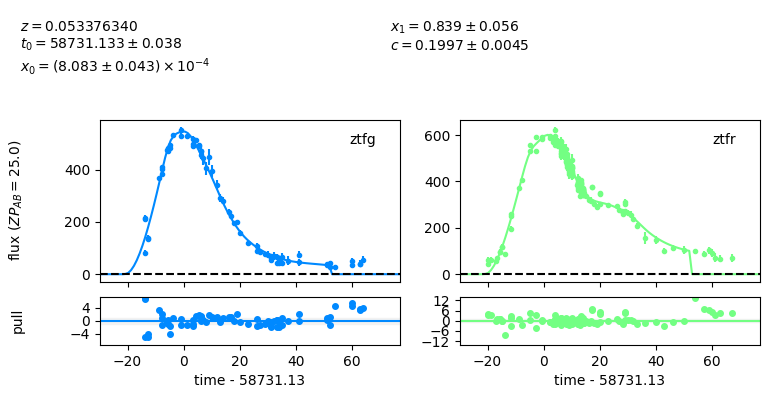 z = 0.053376340
t₀ = 58731.133 ± 0.038
x₀ = (8.083 ± 0.043) × 10⁻⁴
x₁ = 0.839 ± 0.056
c = 0.1997 ± 0.0045
flux (ZP_AB = 25.0)
400
200
0
ztfg
600
400
200
0
ztfr
pull
4
0
−4
−20 0 20 40 60
time - 58731.13
12
6
0
−6
−12
−20 0 20 40 60
time - 58731.13